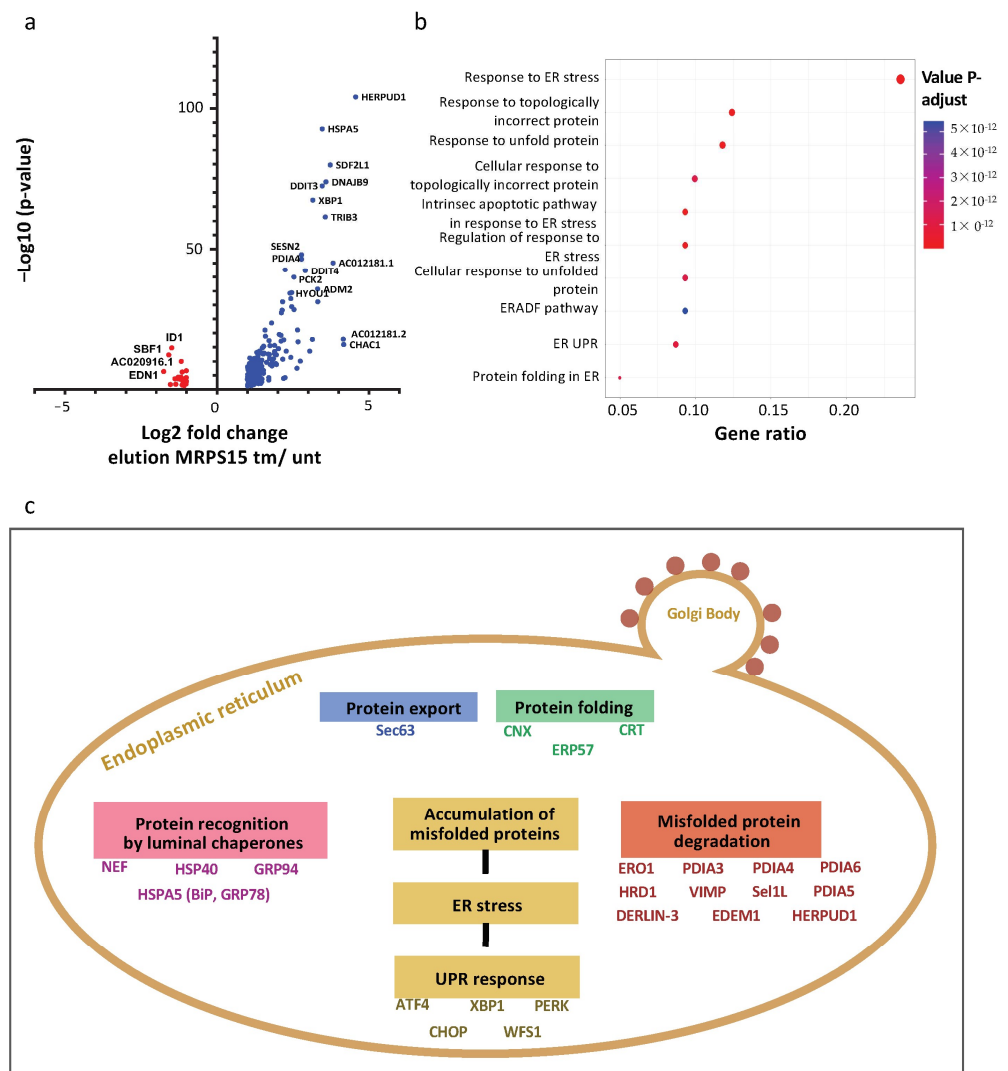 a
−Log10 (p-value)
100
50
0
−5
0
5
HERPUD1
HSPA5
SDF2L1
DNAJB9
DDIT3
XBP1
TRIB3
SESN2
PDIA4
AC012181.1
DDIT4
PCK2
ADM2
HYOU1
AC012181.2
CHAC1
ID1
SBF1
AC020916.1
EDN1
Log2 fold change
elution MRPS15 tm/ unt
b
Response to ER stress
Response to topologically
incorrect protein
Response to unfold protein
Cellular response to
topologically incorrect protein
Intrinsic apoptotic pathway
in response to ER stress
Regulation of response to
ER stress
Cellular response to unfolded
protein
ERADF pathway
ER UPR
Protein folding in ER
0.05
0.10
0.15
0.20
Gene ratio
Value P-
adjust
5×10-12
4×10-12
3×10-12
2×10-12
1× 0-12
c
Golgi Body
Endoplasmic reticulum
Protein export
Sec63
Protein folding
CNX
CRT
ERP57
Protein recognition
by luminal chaperones
NEF HSP40 GRP94
HSPA5 (BiP, GRP78)
Accumulation of
misfolded proteins
ER stress
UPR response
ATF4 XBP1 PERK
CHOP WFS1
Misfolded protein
degradation
ERO1 PDIA3 PDIA4 PDIA6
HRD1 VIMP Sel1L PDIA5
DERLIN-3 EDEM1 HERPUD1